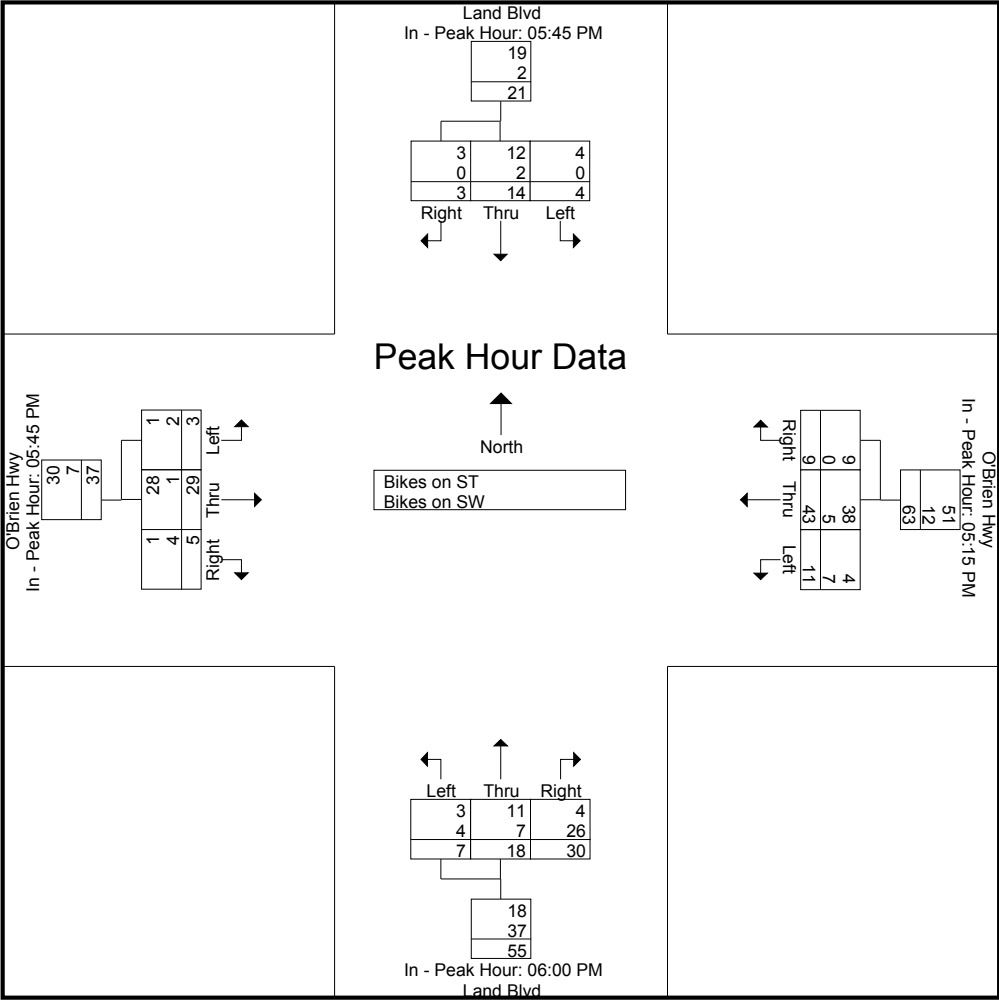 Land Blvd
In - Peak Hour: 05:45 PM
19
2
21
3 12 4
0 2 0
3 14 4
Right Thru Left
Peak Hour Data
North
Bikes on ST
Bikes on SW
O'Brien Hwy
In - Peak Hour: 05:45 PM
30
7
37
1 28 1
2 1 4
3 29 5
Left Thru Right
O'Brien Hwy
In - Peak Hour: 05:15 PM
51
12
63
9 38 4
0 5 7
9 43 11
Right Thru Left
Left Thru Right
3 11 4
4 7 26
7 18 30
18
37
55
In - Peak Hour: 06:00 PM
Land Blvd